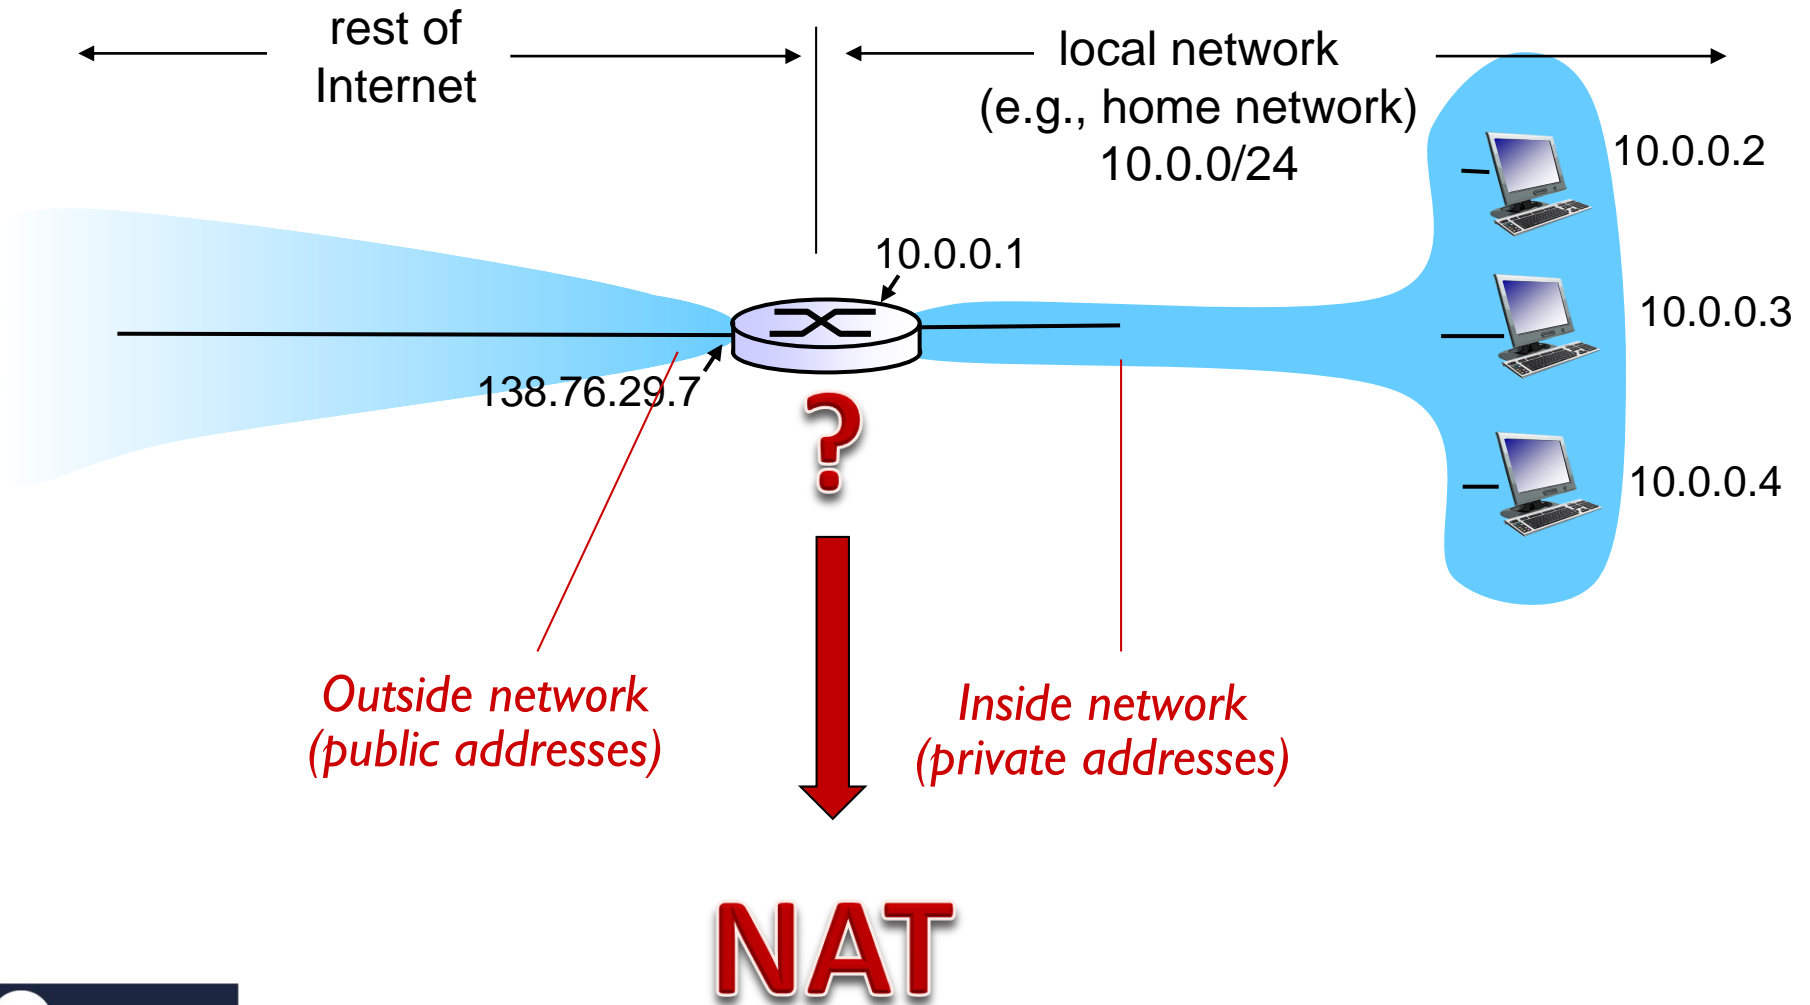 rest of
Internet
local network
(e.g., home network)
10.0.0/24
10.0.0.2
10.0.0.1
10.0.0.3
138.76.29.7
?
10.0.0.4
Outside network
(public addresses)
Inside network
(private addresses)
NAT